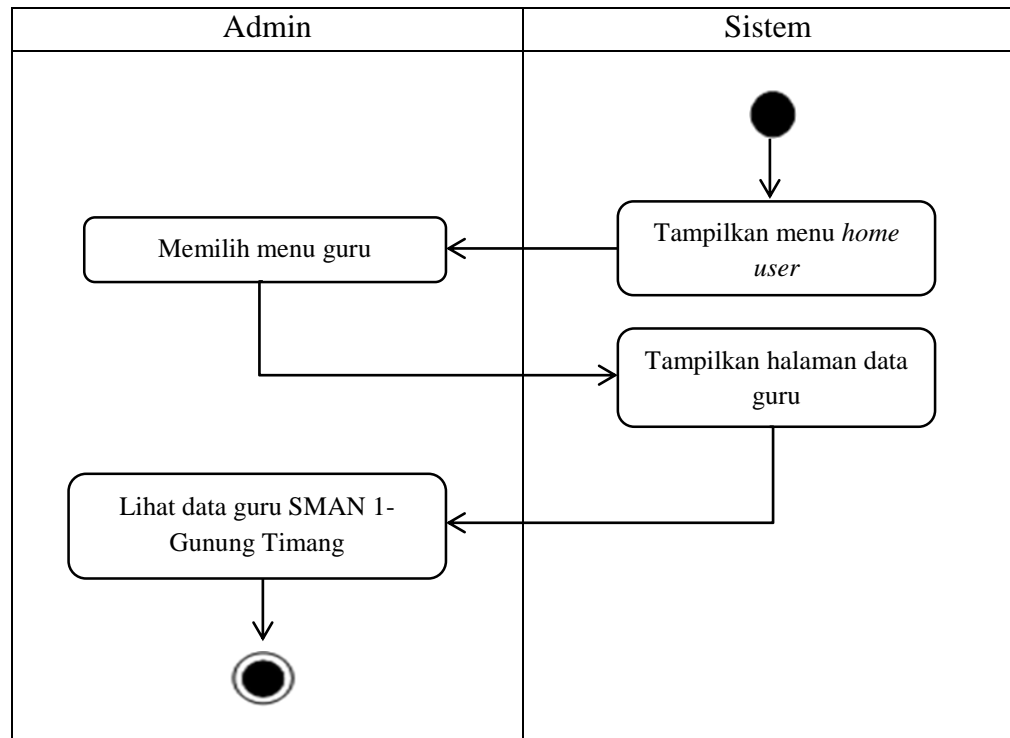 Admin
Sistem
Tampilkan menu home
user
Memilih menu guru
Tampilkan halaman data
guru
Lihat data guru SMAN 1-
Gunung Timang